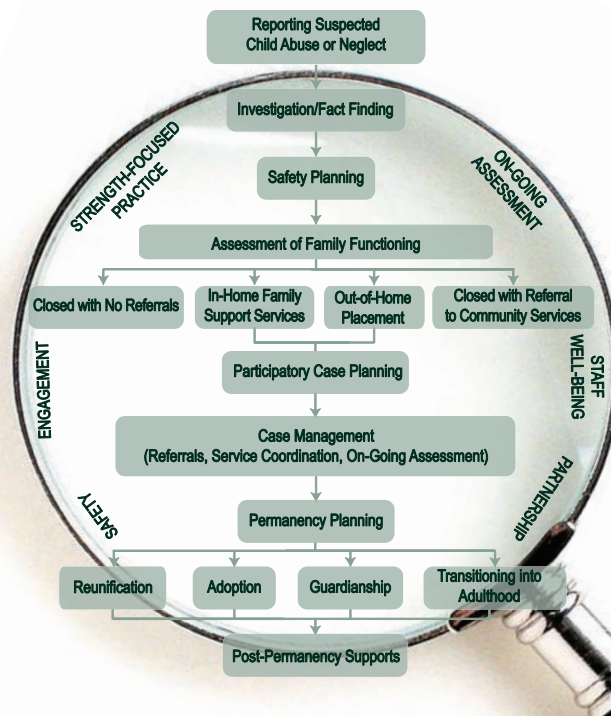 Reporting Suspected
Child Abuse or Neglect
Investigation/Fact Finding
STRENGTH-FOCUSED
PRACTICE
ON-GOING
ASSESSMENT
Safety Planning
Assessment of Family Functioning
Closed with No Referrals
In-Home Family
Support Services
Out-of-Home
Placement
Closed with Referral
to Community Services
ENGAGEMENT
STAFF
WELL-BEING
Participatory Case Planning
Case Management
(Referrals, Service Coordination, On-Going Assessment)
SAFETY
PARTNERSHIP
Permanency Planning
Reunification
Adoption
Guardianship
Transitioning into
Adulthood
Post-Permanency Supports